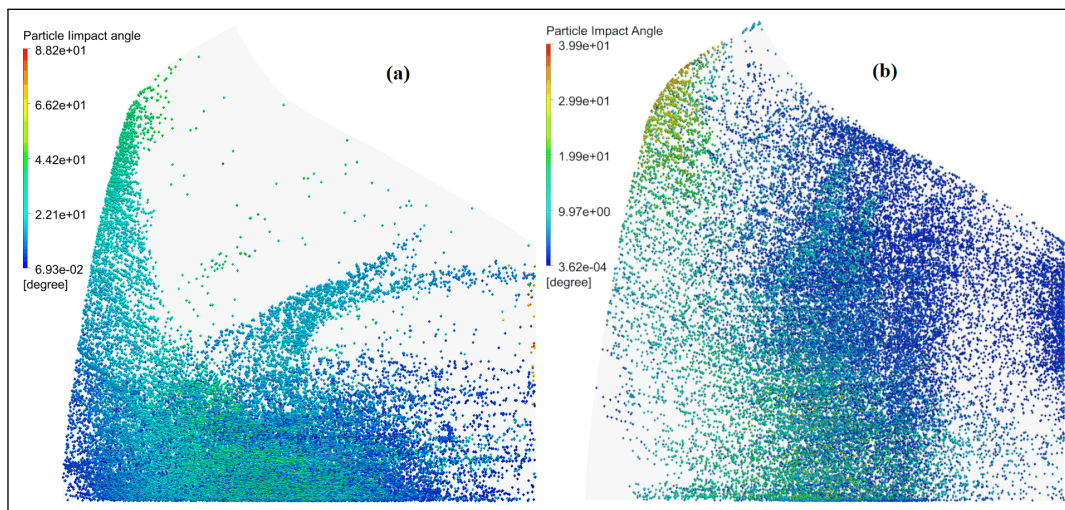 Particle Iimpact angle
8.82e+01
6.62e+01
4.42e+01
2.21e+01
6.93e-02
[degree]
(a)
Particle Impact Angle
3.99e+01
2.99e+01
1.99e+01
9.97e+00
3.62e-04
[degree]
(b)